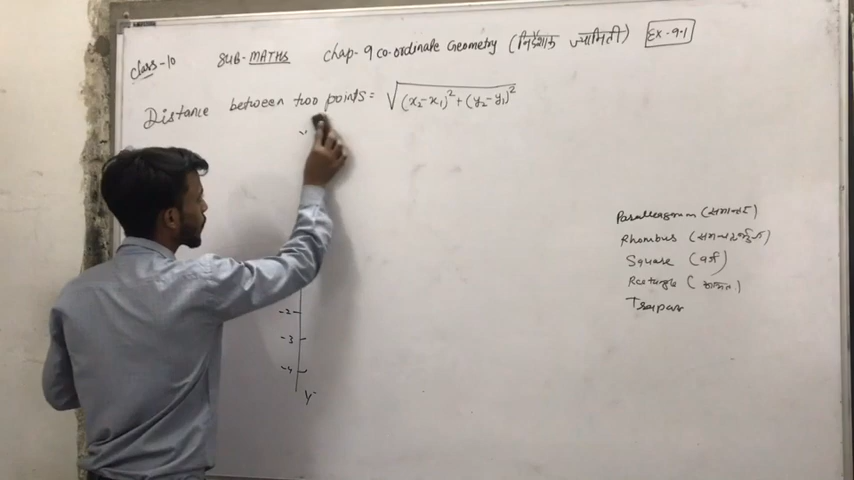 Class-10 SUB-MATHS Chap-9 Co-ordinate Geometry (निर्देशांक ज्यामिती) Ex-9.1
Distance between two points = √(x₂-x₁)²+(y₂-y₁)²
Parallelogram
Rhombus
Square (वर्ग)
Rectangle
-2
-3
-4
Y'